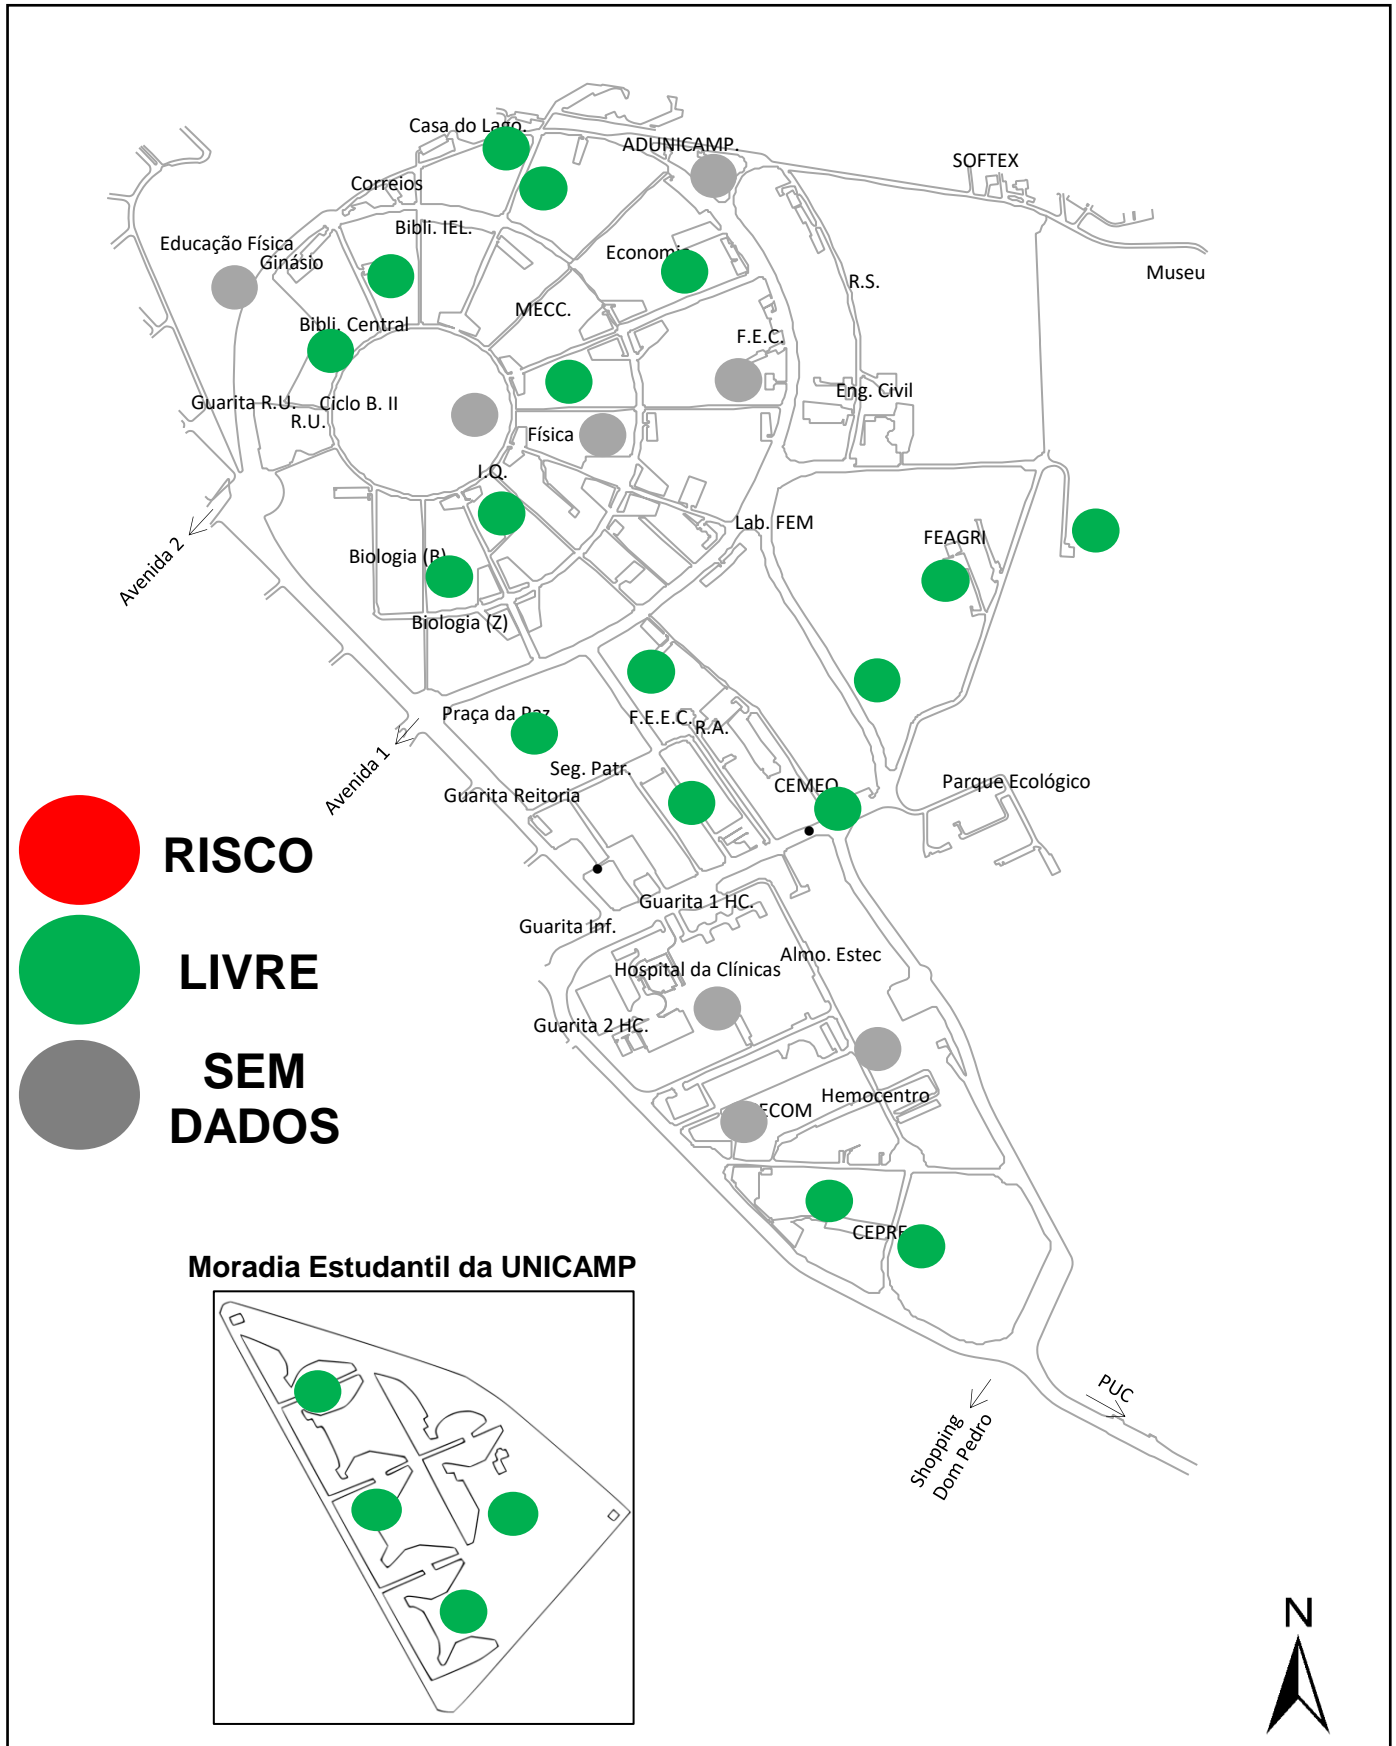 Casa do Lago.
ADUNICAMP.
SOFTEX
Correios
Bibli. IEL.
Educação Física
Ginásio
Economia
R.S.
Museu
MECC.
Bibli. Central
F.E.C.
Eng. Civil
Guarita R.U.
Ciclo B. II
R.U.
Física
I.Q.
Lab. FEM
FEAGRI
Avenida 2
Biologia (B)
Biologia (Z)
Praça da Paz
F.E.E.C.
R.A.
Avenida 1
Seg. Patr.
Guarita Reitoria
CEMEQ
Parque Ecológico
RISCO
Guarita 1 HC.
Guarita Inf.
Almo. Estec
LIVRE
Hospital da Clínicas
Guarita 2 HC.
SEM
DADOS
Hemocentro
ECOM
CEPRE
Moradia Estudantil da UNICAMP
PUC
Shopping
Dom Pedro
N